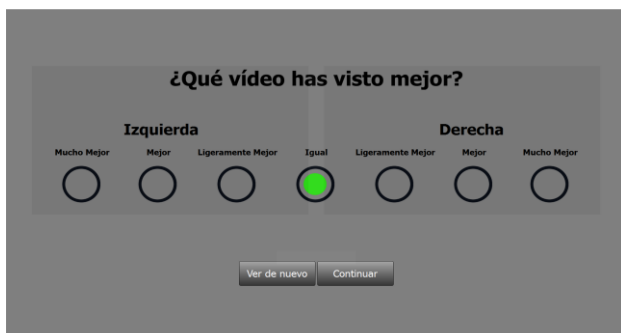 ¿Qué vídeo has visto mejor?
Izquierda Derecha
Mucho Mejor Mejor Ligeramente Mejor Igual Ligeramente Mejor Mejor Mucho Mejor
Ver de nuevo Continuar